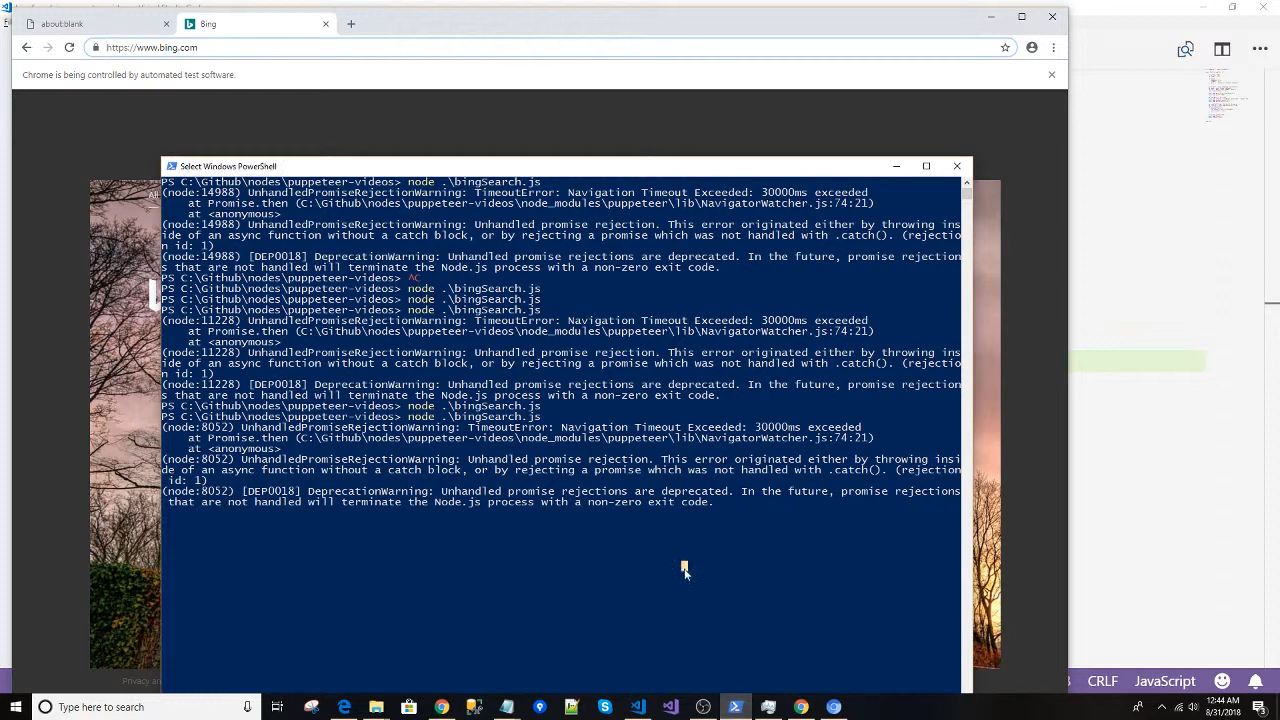 about:blank
Bing
https://www.bing.com
Chrome is being controlled by automated test software.
Select Windows PowerShell
PS C:\Github\nodes\puppeteer-videos> node .\bingSearch.js
(node:14988) UnhandledPromiseRejectionWarning: TimeoutError: Navigation Timeout Exceeded: 30000ms exceeded
    at Promise.then (C:\Github\nodes\puppeteer-videos\node_modules\puppeteer\lib\NavigatorWatcher.js:74:21)
    at <anonymous>
(node:14988) UnhandledPromiseRejectionWarning: Unhandled promise rejection. This error originated either by throwing insi
de of an async function without a catch block, or by rejecting a promise which was not handled with .catch(). (rejectio
n id: 1)
(node:14988) [DEP0018] DeprecationWarning: Unhandled promise rejections are deprecated. In the future, promise rejection
s that are not handled will terminate the Node.js process with a non-zero exit code.
PS C:\Github\nodes\puppeteer-videos> ^C
PS C:\Github\nodes\puppeteer-videos> node .\bingSearch.js
PS C:\Github\nodes\puppeteer-videos> node .\bingSearch.js
PS C:\Github\nodes\puppeteer-videos> node .\bingSearch.js
(node:11228) UnhandledPromiseRejectionWarning: TimeoutError: Navigation Timeout Exceeded: 30000ms exceeded
    at Promise.then (C:\Github\nodes\puppeteer-videos\node_modules\puppeteer\lib\NavigatorWatcher.js:74:21)
    at <anonymous>
(node:11228) UnhandledPromiseRejectionWarning: Unhandled promise rejection. This error originated either by throwing ins
ide of an async function without a catch block, or by rejecting a promise which was not handled with .catch(). (rejectio
n id: 1)
(node:11228) [DEP0018] DeprecationWarning: Unhandled promise rejections are deprecated. In the future, promise rejection
s that are not handled will terminate the Node.js process with a non-zero exit code.
PS C:\Github\nodes\puppeteer-videos> node .\bingSearch.js
PS C:\Github\nodes\puppeteer-videos> node .\bingSearch.js
(node:8052) UnhandledPromiseRejectionWarning: TimeoutError: Navigation Timeout Exceeded: 30000ms exceeded
    at Promise.then (C:\Github\nodes\puppeteer-videos\node_modules\puppeteer\lib\NavigatorWatcher.js:74:21)
    at <anonymous>
(node:8052) UnhandledPromiseRejectionWarning: Unhandled promise rejection. This error originated either by throwing insi
de of an async function without a catch block, or by rejecting a promise which was not handled with .catch(). (rejection
 id: 1)
(node:8052) [DEP0018] DeprecationWarning: Unhandled promise rejections are deprecated. In the future, promise rejections
 that are not handled will terminate the Node.js process with a non-zero exit code.
Privacy an
CRLF JavaScript
Type here to search
12:44 AM
8/31/2018